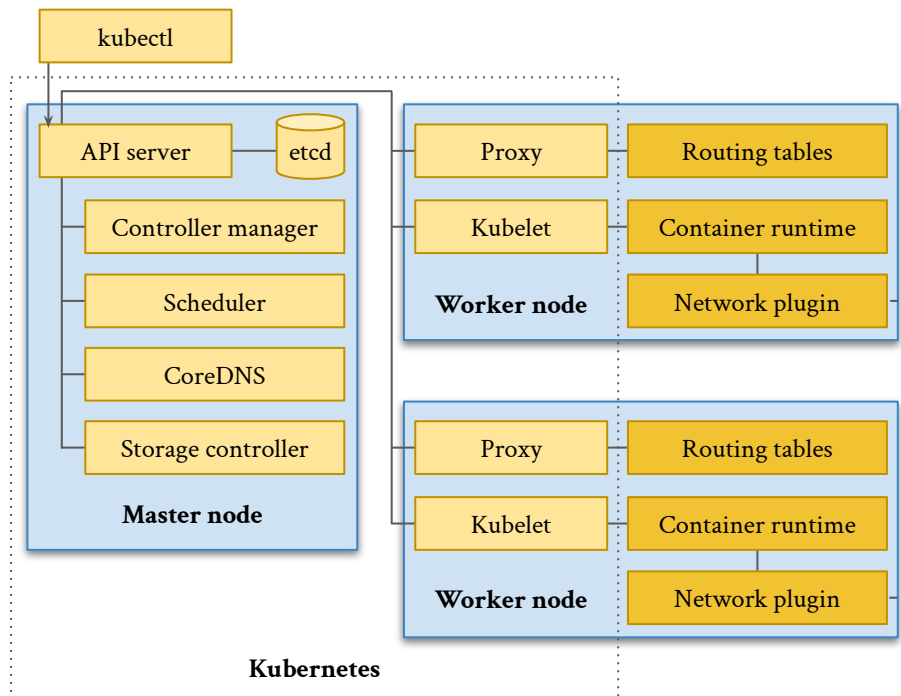 kubectl
API server
etcd
Controller manager
Scheduler
CoreDNS
Storage controller
Master node
Proxy
Routing tables
Kubelet
Container runtime
Worker node
Network plugin
Proxy
Routing tables
Kubelet
Container runtime
Worker node
Network plugin
Kubernetes